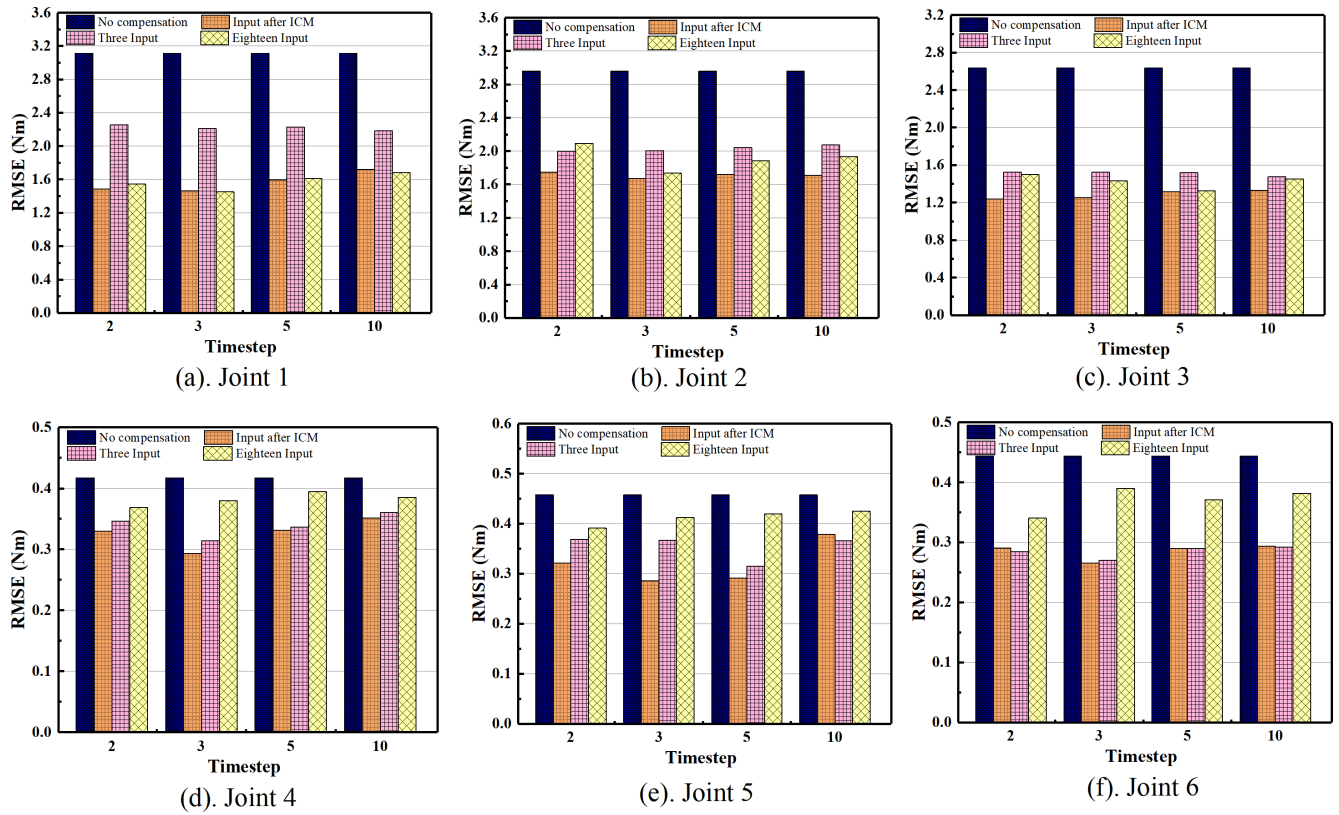 No compensation Input after ICM
Three Input Eighteen Input
RMSE (Nm)
3.6
3.2
2.8
2.4
2.0
1.6
1.2
0.8
0.4
0.0
2 3 5 10
Timestep
(a). Joint 1
No compensation Input after ICM
Three Input Eighteen Input
RMSE (Nm)
3.6
3.2
2.8
2.4
2.0
1.6
1.2
0.8
0.4
0.0
2 3 5 10
Timestep
(b). Joint 2
No compensation Input after ICM
Three Input Eighteen Input
RMSE (Nm)
3.2
2.8
2.4
2.0
1.6
1.2
0.8
0.4
0.0
2 3 5 10
Timestep
(c). Joint 3
No compensation Input after ICM
Three Input Eighteen Input
RMSE (Nm)
0.5
0.4
0.3
0.2
0.1
0.0
2 3 5 10
Timestep
(d). Joint 4
No compensation Input after ICM
Three Input Eighteen Input
RMSE (Nm)
0.6
0.5
0.4
0.3
0.2
0.1
0.0
2 3 5 10
Timestep
(e). Joint 5
No compensation Input after ICM
Three Input Eighteen Input
RMSE (Nm)
0.5
0.4
0.3
0.2
0.1
0.0
2 3 5 10
Timestep
(f). Joint 6